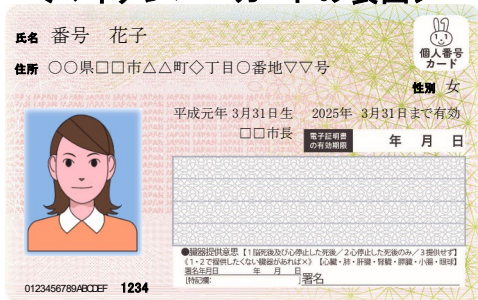 氏名 番号 花子
個人番号
カード
住所 ○○県□□市△△町◇丁目○番地▽▽号
性別 女
平成元年 3月31日生 2025年 3月31日まで有効
□□市長 電子証明書
の有効期限 年 月 日
●臓器提供意思【1脳死後及び心停止した死後/2心停止した死後のみ/3提供せず】
《1・2で提供したくない臓器があれば×》【心臓・肺・肝臓・腎臓・膵臓・小腸・眼球】
署名年月日 年 月 日
[特記欄: ]署名
0123456789ABCDEF 1234